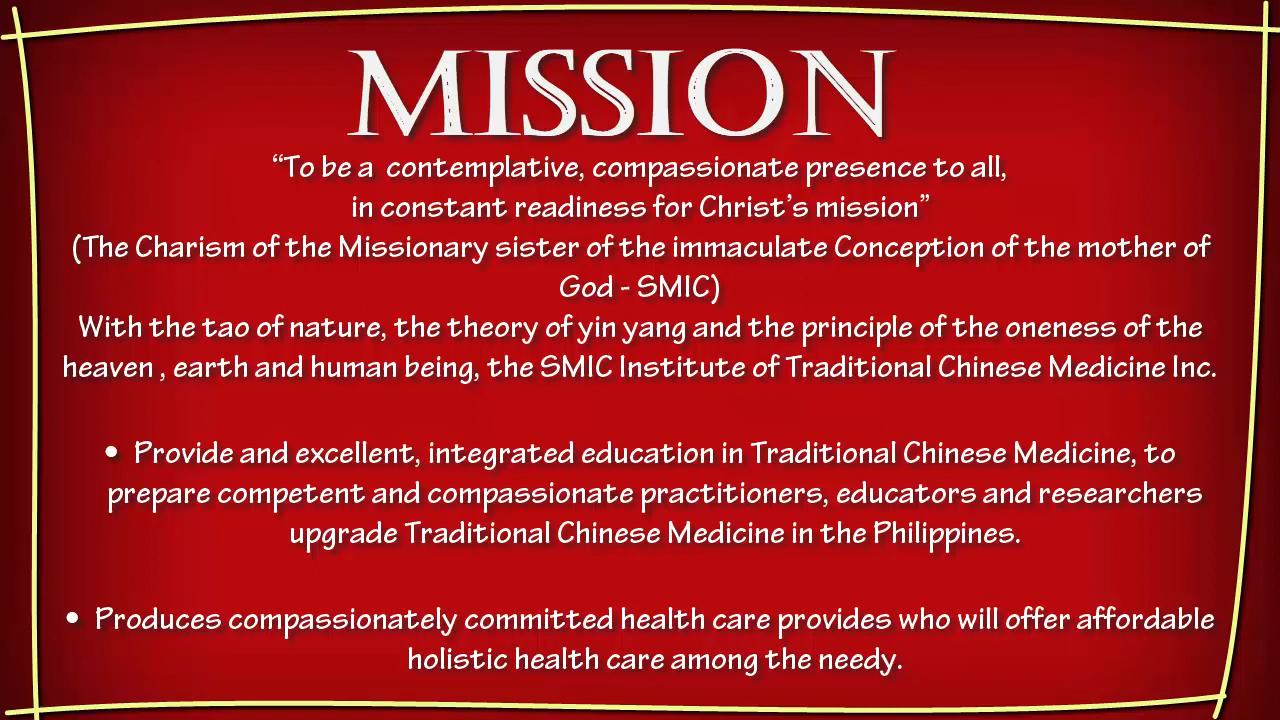 MISSION
“To be a contemplative, compassionate presence to all,
in constant readiness for Christ’s mission”
(The Charism of the Missionary sister of the immaculate Conception of the mother of
God - SMIC)
With the tao of nature, the theory of yin yang and the principle of the oneness of the
heaven , earth and human being, the SMIC Institute of Traditional Chinese Medicine Inc.
• Provide and excellent, integrated education in Traditional Chinese Medicine, to
prepare competent and compassionate practitioners, educators and researchers
upgrade Traditional Chinese Medicine in the Philippines.
• Produces compassionately committed health care provides who will offer affordable
holistic health care among the needy.